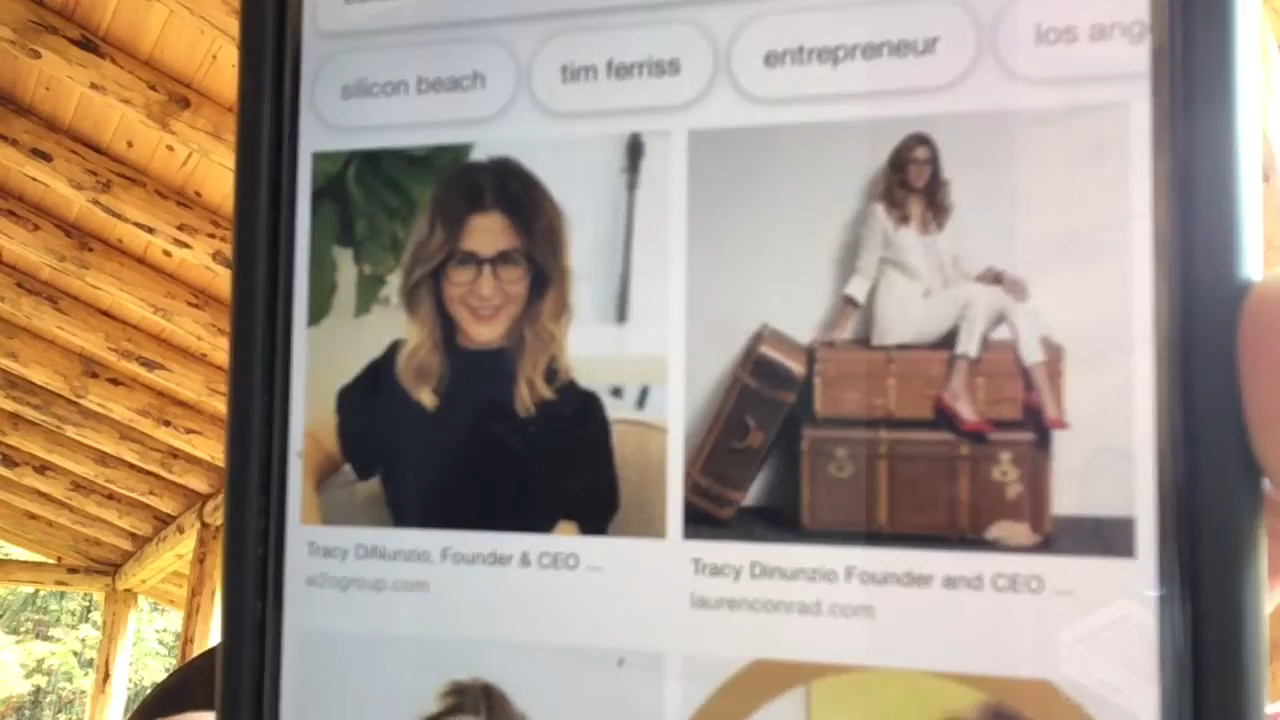 silicon beach
tim ferriss
entrepreneur
los ang
Tracy DiNunzio, Founder & CEO ...
Tracy Dinunzio Founder and CEO ...
laurenconrad.com